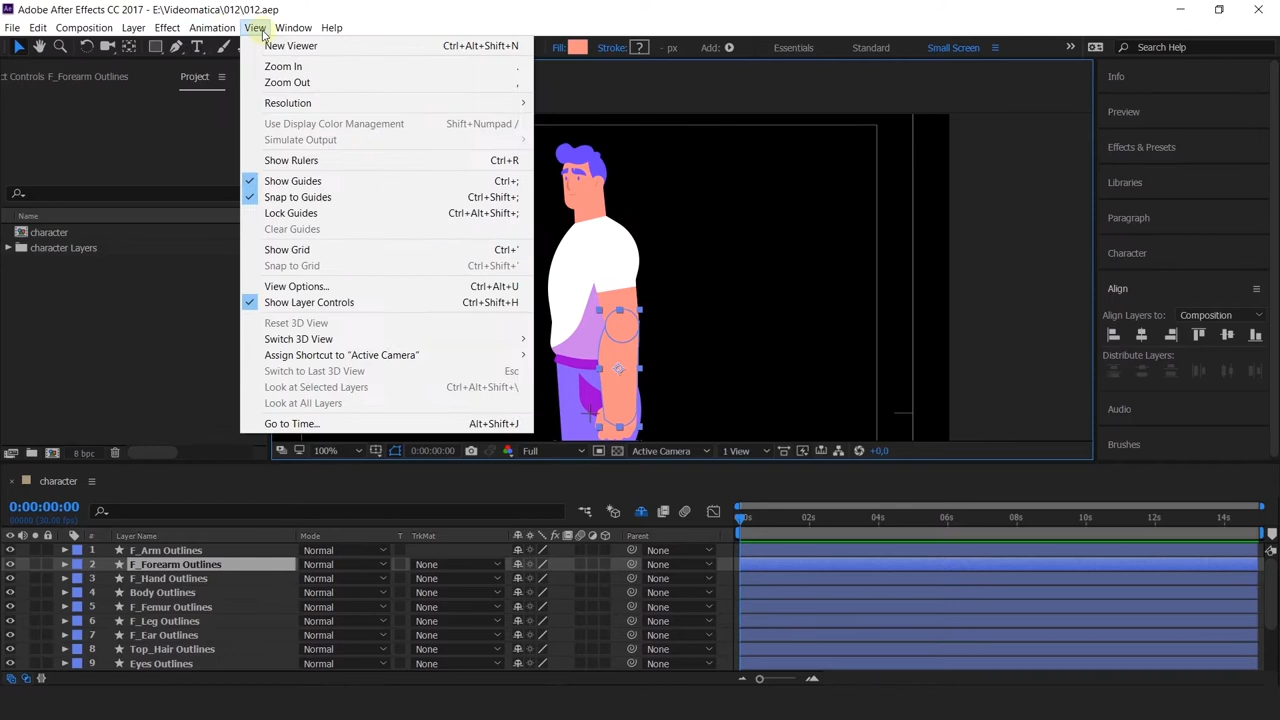 Adobe After Effects CC 2017 - E:\Videomatica\012\012.aep
File Edit Composition Layer Effect Animation View Window Help
Fill: Stroke: ? - px Add: Essentials Standard Small Screen Search Help
Controls F_Forearm Outlines Project
Name
character
character Layers
New Viewer Ctrl+Alt+Shift+N
Zoom In .
Zoom Out ,
Resolution
Use Display Color Management Shift+Numpad /
Simulate Output
Show Rulers Ctrl+R
Show Guides Ctrl+;
Snap to Guides Ctrl+Shift+;
Lock Guides Ctrl+Alt+Shift+;
Clear Guides
Show Grid Ctrl+'
Snap to Grid Ctrl+Shift+'
View Options... Ctrl+Alt+U
Show Layer Controls Ctrl+Shift+H
Reset 3D View
Switch 3D View
Assign Shortcut to "Active Camera"
Switch to Last 3D View Esc
Look at Selected Layers Ctrl+Alt+Shift+\
Look at All Layers
Go to Time... Alt+Shift+J
Info
Preview
Effects & Presets
Libraries
Paragraph
Character
Align
Align Layers to: Composition
Distribute Layers:
Audio
Brushes
8 bpc 100% 0:00:00:00 Full Active Camera 1 View +0,0
character
0:00:00:00
00000 (30.00 fps)
00s 02s 04s 06s 08s 10s 12s 14s
# Layer Name Mode T TrkMat Parent
1 F_Arm Outlines Normal None
2 F_Forearm Outlines Normal None None
3 F_Hand Outlines Normal None None
4 Body Outlines Normal None None
5 F_Femur Outlines Normal None None
6 F_Leg Outlines Normal None None
7 F_Ear Outlines Normal None None
8 Top_Hair Outlines Normal None None
9 Eyes Outlines Normal None None